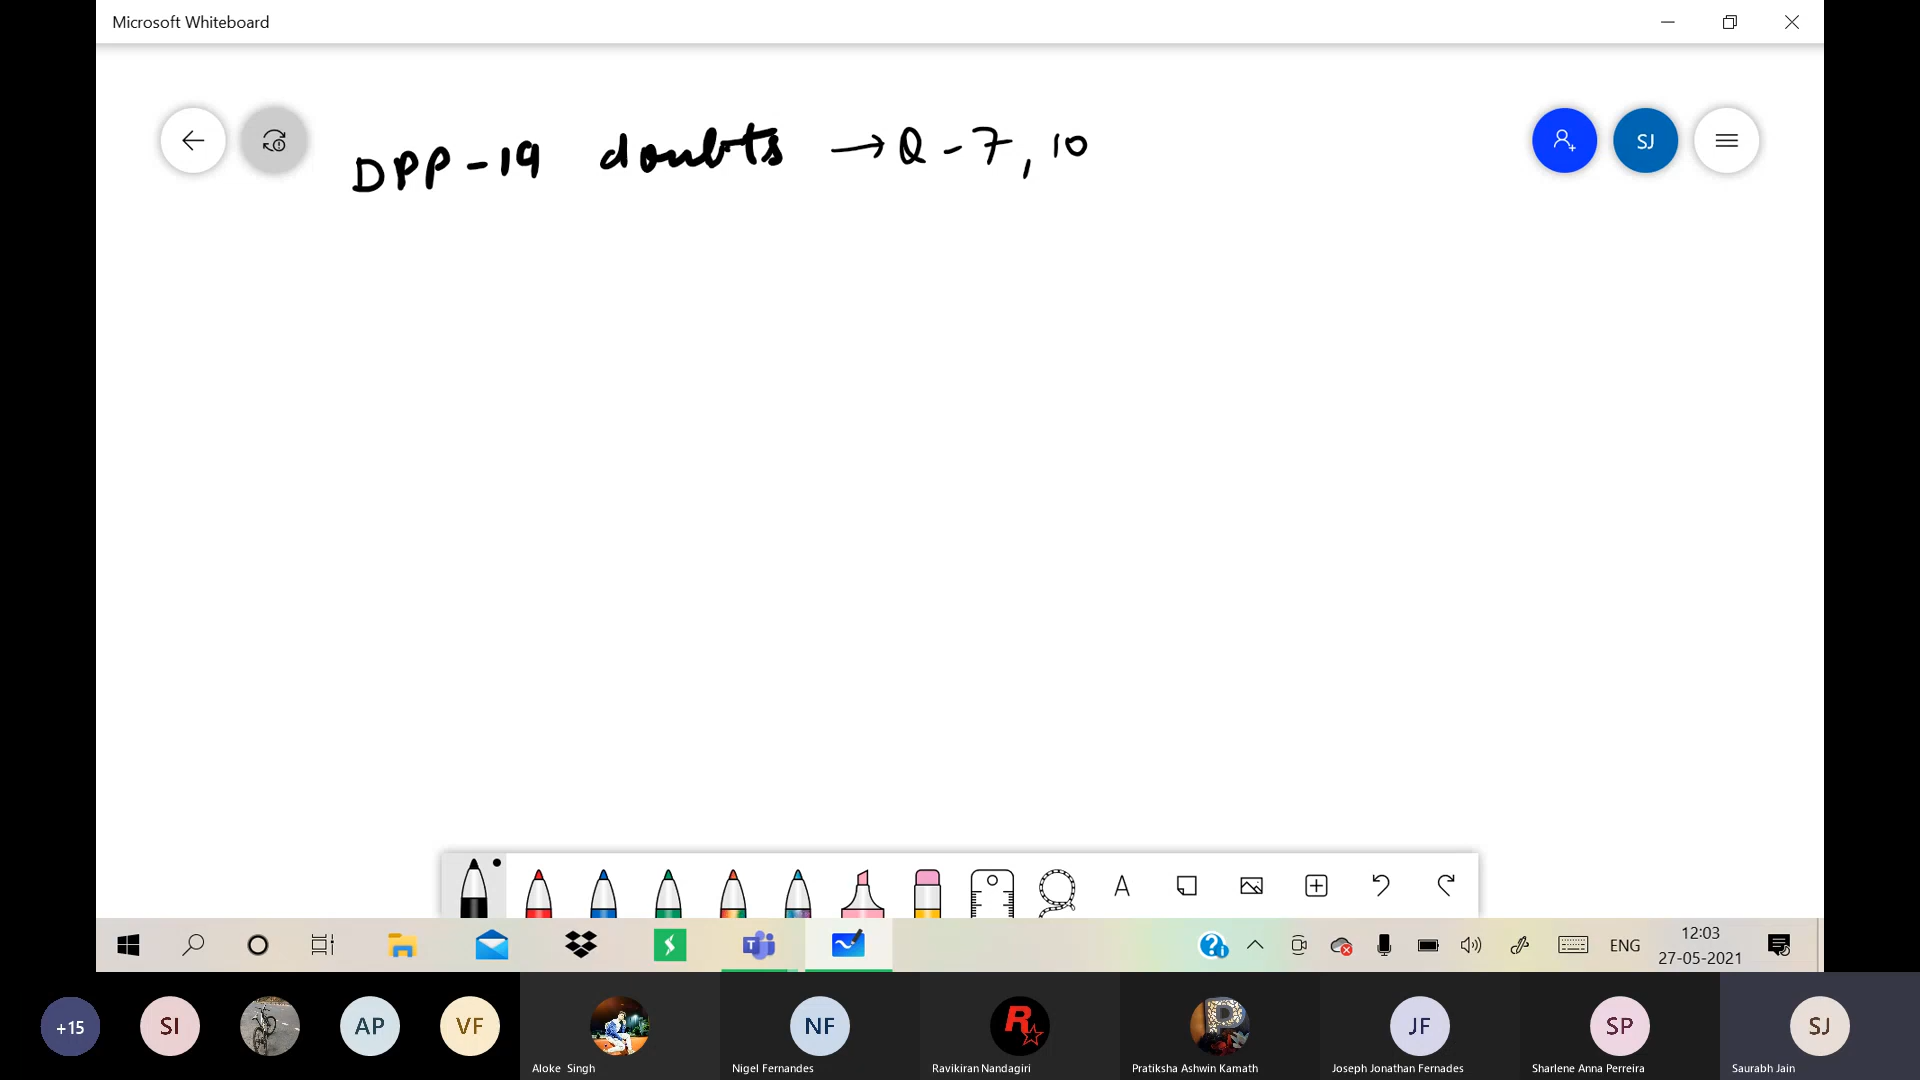 Microsoft Whiteboard
DPP-19 doubts → Q-7, 10
SJ
A
T
ENG
12:03
27-05-2021
+15
SI
AP
VF
NF
R
P
JF
SP
SJ
Aloke Singh
Nigel Fernandes
Ravikiran Nandagiri
Pratiksha Ashwin Kamath
Joseph Jonathan Fernades
Sharlene Anna Perreira
Saurabh Jain